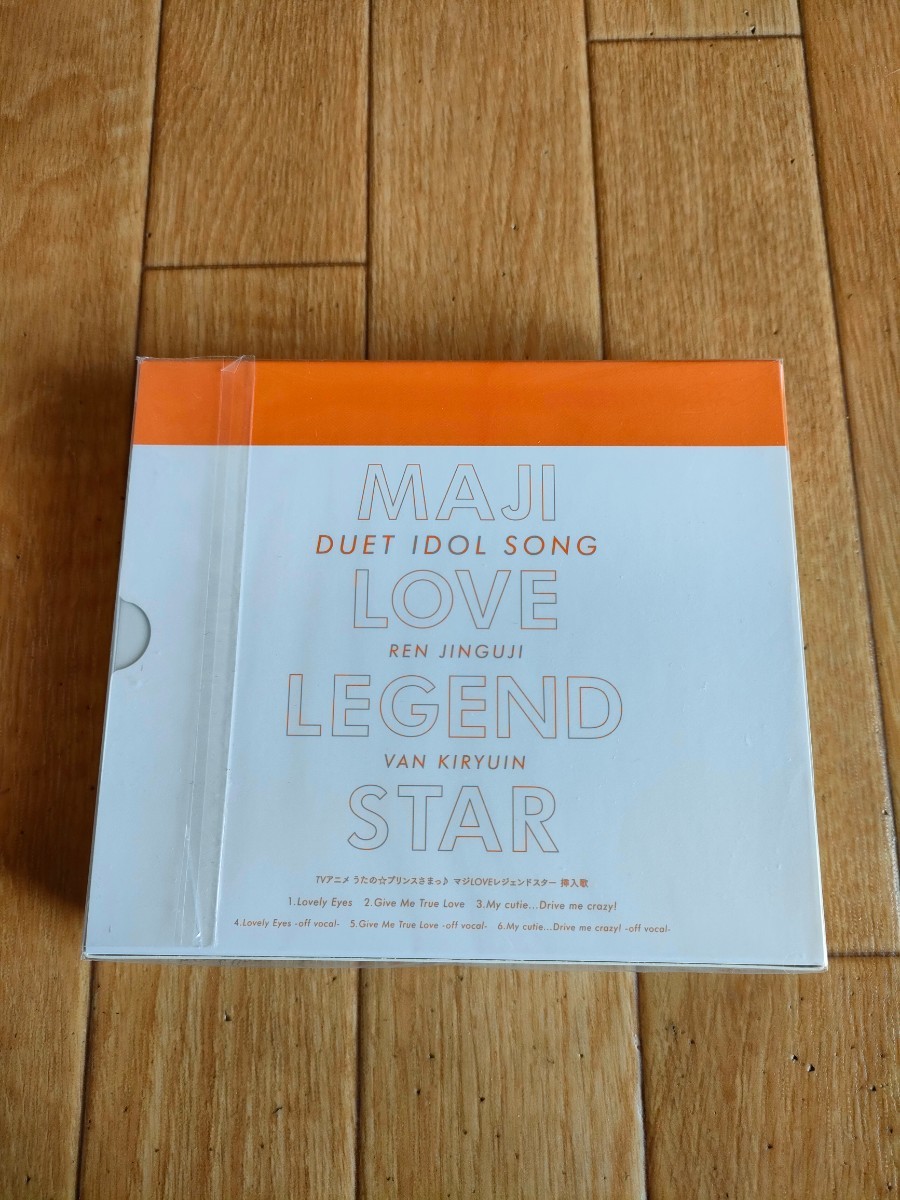 MAJI
DUET IDOL SONG
LOVE
REN JINGUJI
LEGEND
VAN KIRYUIN
STAR
TVアニメ うたの☆プリンスさまっ♪ マジLOVEレジェンドスター 挿入歌
1.Lovely Eyes 2.Give Me True Love 3.My cutie...Drive me crazy!
4.Lovely Eyes -off vocal- 5.Give Me True Love -off vocal- 6.My cutie...Drive me crazy! -off vocal-